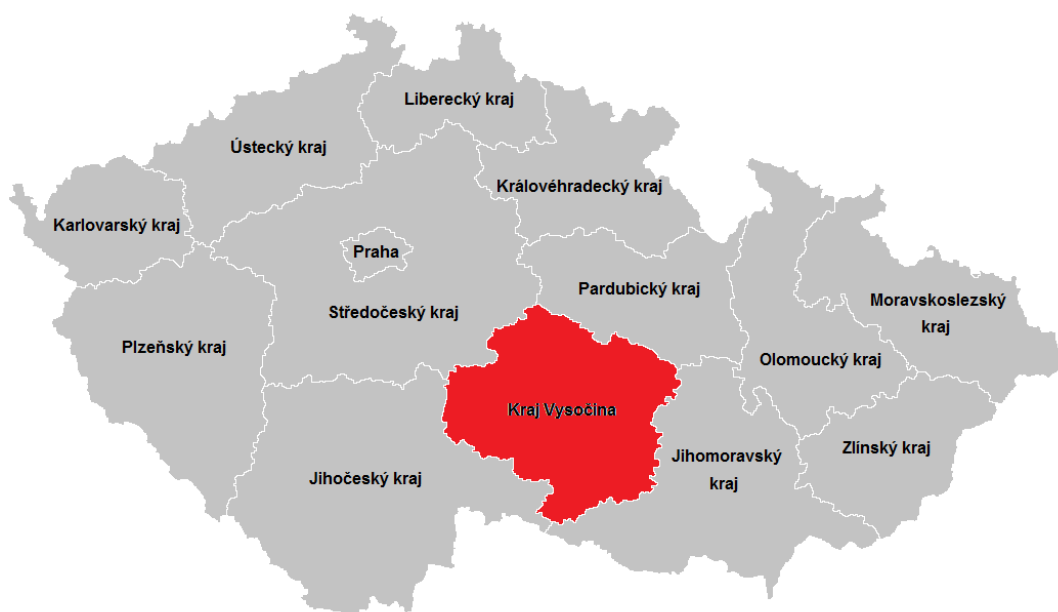 Liberecký kraj
Ústecký kraj
Královéhradecký kraj
Karlovarský kraj
Praha
Pardubický kraj
Moravskoslezský
kraj
Středočeský kraj
Plzeňský kraj
Olomoucký kraj
Kraj Vysočina
Zlínský kraj
Jihomoravský
kraj
Jihočeský kraj